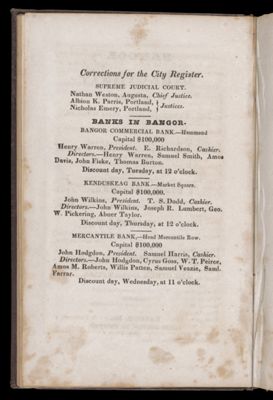 Corrections for the City Register.
SUPREME JUDICIAL COURT.
Nathan Weston, Augusta, Chief Justice.
Albion K. Parris, Portland, } Justices.
Nicholas Emery, Portland,
BANKS IN BANGOR.
BANGOR COMMERCIAL BANK.—Hammond
Capital $100,000
Henry Warren, President. E. Richardson, Cashier.
Directors.—Henry Warren, Samuel Smith, Amos
Davis, John Fiske, Thomas Burton.
Discount day, Tuesday, at 12 o'clock.
KENDUSKEAG BANK.—Market Square.
Capital $100,000.
John Wilkins, President. T. S. Dodd, Cashier.
Directors.—John Wilkins, Joseph R. Lumbert, Geo.
W. Pickering, Abner Taylor.
Discount day, Thursday, at 12 o'clock.
MERCANTILE BANK,—Head Mercantile Row.
Capital $100,000
John Hodgdon, President. Samuel Harris, Cashier.
Directors.—John Hodgdon, Cyrus Goss, W. T. Peirce,
Amos M. Roberts, Willis Patten, Samuel Veazie, Saml.
Farrar.
Discount day, Wednesday, at 11 o'clock.